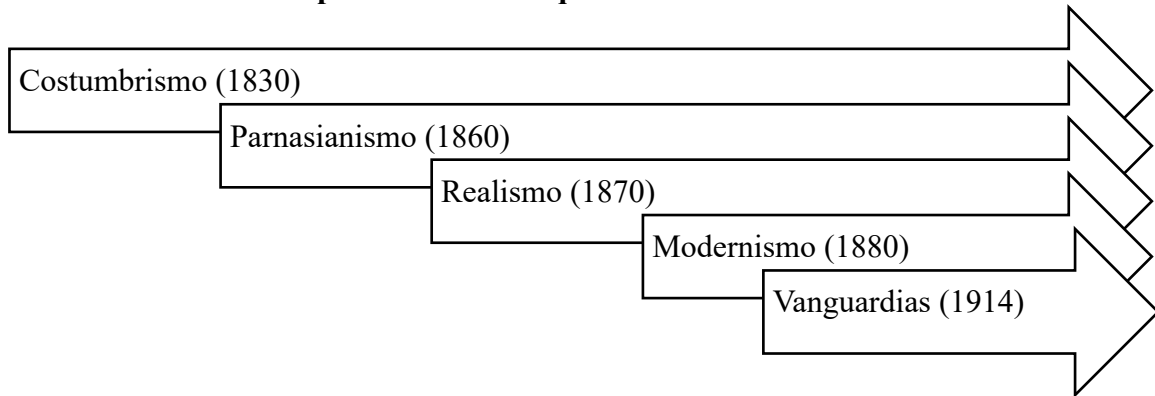 Costumbrismo (1830)
Parnasianismo (1860)
Realismo (1870)
Modernismo (1880)
Vanguardias (1914)